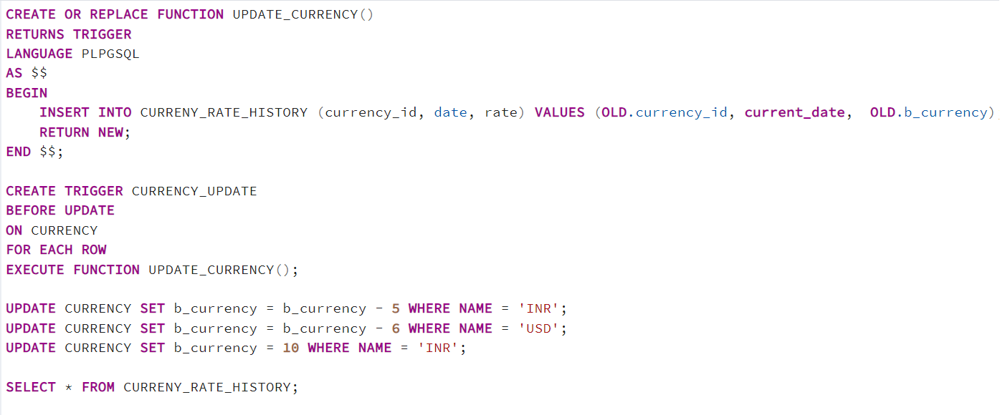 CREATE OR REPLACE FUNCTION UPDATE_CURRENCY()
RETURNS TRIGGER
LANGUAGE PLPGSQL
AS $$
BEGIN
    INSERT INTO CURRENY_RATE_HISTORY (currency_id, date, rate) VALUES (OLD.currency_id, current_date,  OLD.b_currency)
    RETURN NEW;
END $$;

CREATE TRIGGER CURRENCY_UPDATE
BEFORE UPDATE
ON CURRENCY
FOR EACH ROW
EXECUTE FUNCTION UPDATE_CURRENCY();

UPDATE CURRENCY SET b_currency = b_currency - 5 WHERE NAME = 'INR';
UPDATE CURRENCY SET b_currency = b_currency - 6 WHERE NAME = 'USD';
UPDATE CURRENCY SET b_currency = 10 WHERE NAME = 'INR';

SELECT * FROM CURRENY_RATE_HISTORY;